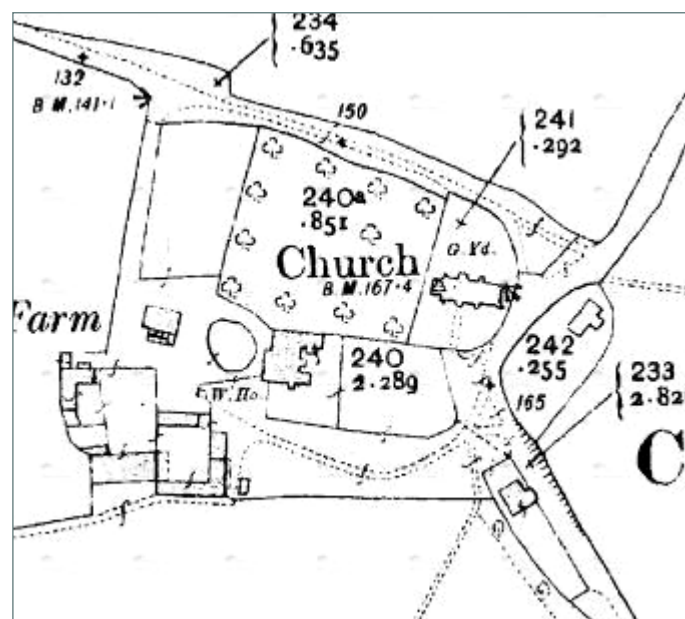 234
.635
132
B.M. 141·1
150
241
.292
240a
.851
G. Yd.
Church
B.M. 167·4
Farm
240
2.289
242
.255
233
2.82
W. Ho.
165
C